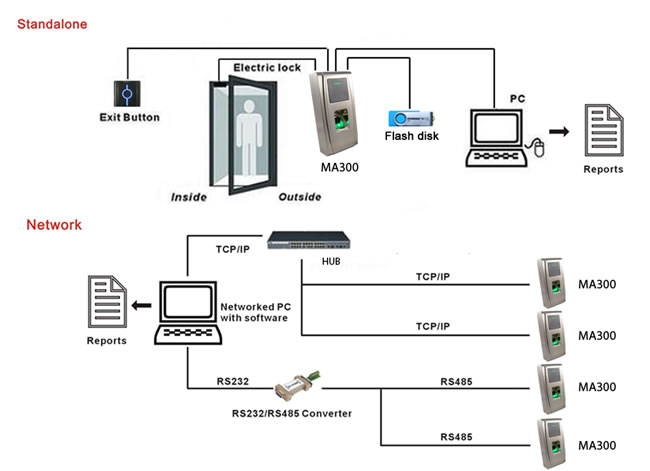 Standalone
Electric lock
PC
Exit Button
Flash disk
MA300
Reports
Inside
Outside
Network
TCP/IP
HUB
TCP/IP
MA300
Networked PC
with software
Reports
TCP/IP
MA300
RS232
RS485
MA300
RS232/RS485 Converter
RS485
MA300